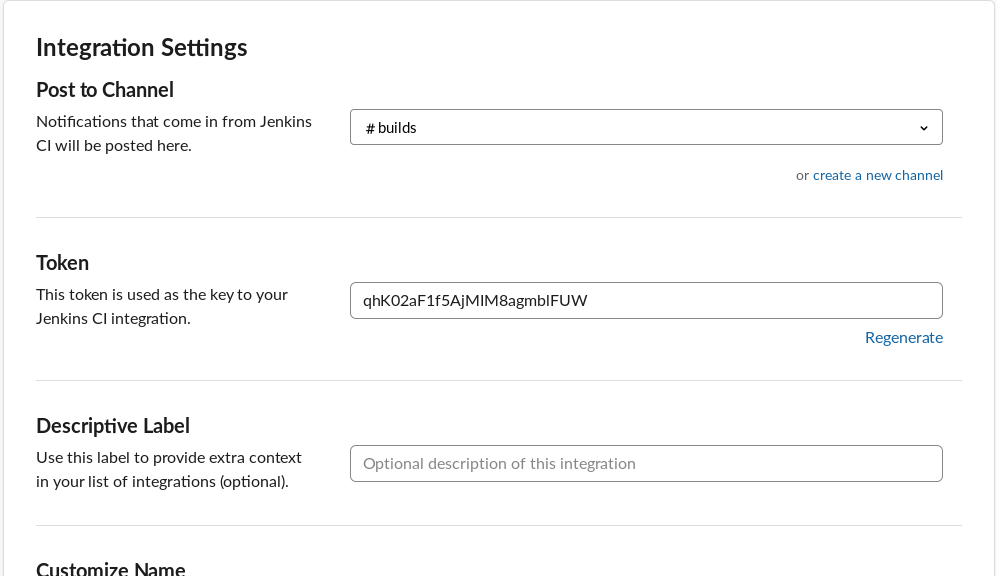 Integration Settings
Post to Channel
Notifications that come in from Jenkins
CI will be posted here.
# builds
or create a new channel
Token
This token is used as the key to your
Jenkins CI integration.
qhK02aF1f5AjMIM8agmblFUW
Regenerate
Descriptive Label
Use this label to provide extra context
in your list of integrations (optional).
Optional description of this integration
Customize Name